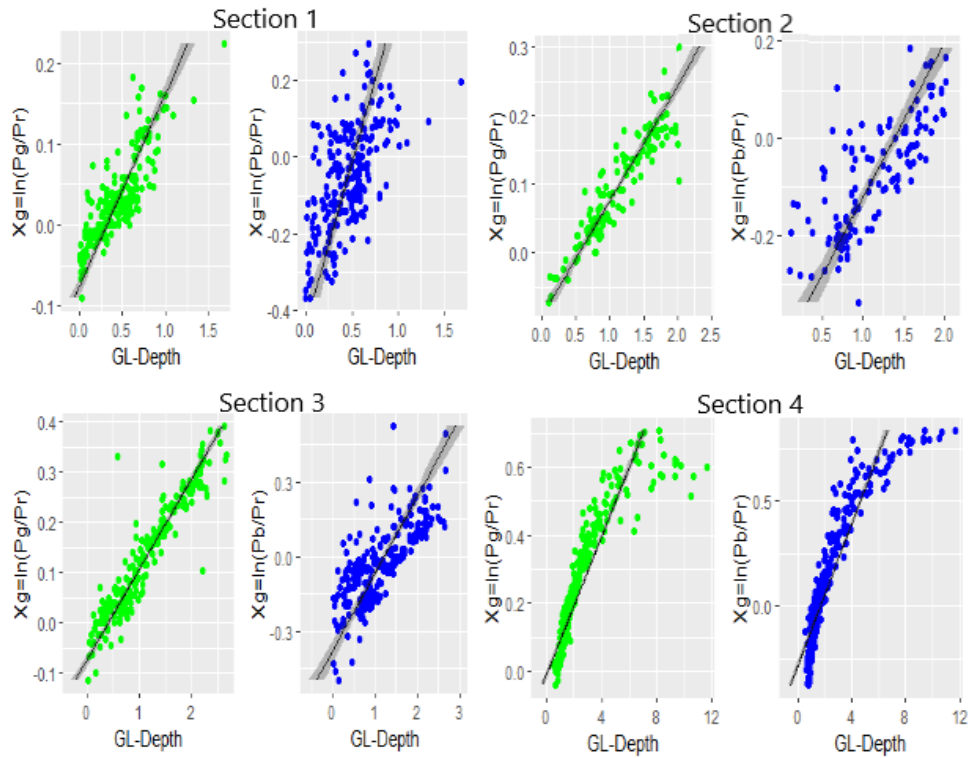 Section 1
Xg=ln(Pg/Pr)
0.2
0.1
0.0
-0.1
0.0 0.5 1.0 1.5
GL-Depth
Xg=ln(Pb/Pr)
0.2
0.0
-0.2
-0.4
0.0 0.5 1.0 1.5
GL-Depth
Section 2
Xg=ln(Pg/Pr)
0.3
0.2
0.1
0.0
0.0 0.5 1.0 1.5 2.0 2.5
GL-Depth
Xg=ln(Pb/Pr)
0.2
0.0
-0.2
0.5 1.0 1.5 2.0
GL-Depth
Section 3
Xg=ln(Pg/Pr)
0.4
0.3
0.2
0.1
0.0
-0.1
0 1 2
GL-Depth
Xg=ln(Pb/Pr)
0.3
0.0
-0.3
0 1 2 3
GL-Depth
Section 4
Xg=ln(Pg/Pr)
0.6
0.4
0.2
0.0
0 4 8 12
GL-Depth
Xg=ln(Pb/Pr)
0.5
0.0
0 4 8 12
GL-Depth